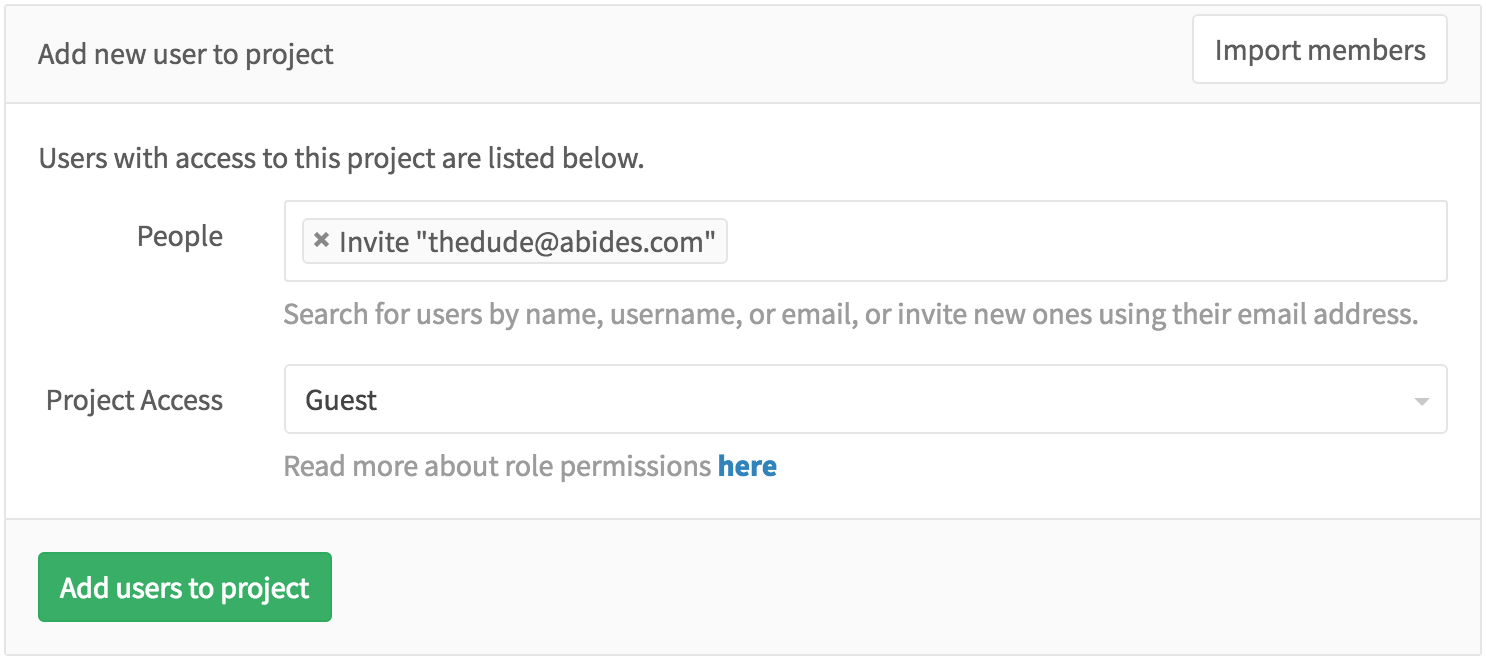 Add new user to project
Import members
Users with access to this project are listed below.
People
✖ Invite "thedude@abides.com"
Search for users by name, username, or email, or invite new ones using their email address.
Project Access
Guest
Read more about role permissions here
Add users to project